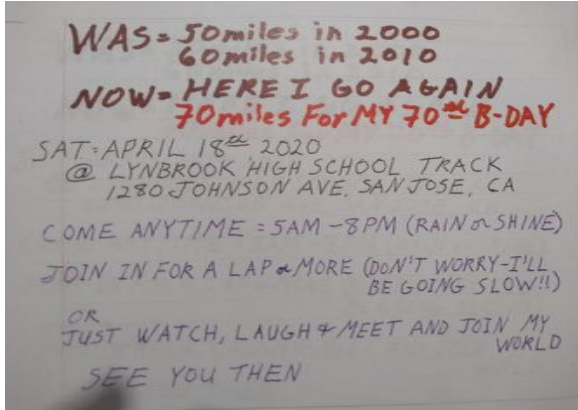 WAS = 50miles in 2000
60miles in 2010
NOW = HERE I GO AGAIN
70miles FOR MY 70th B-DAY
SAT: APRIL 18th 2020
@ LYNBROOK HIGH SCHOOL TRACK
1280 JOHNSON AVE, SAN JOSE, CA
COME ANYTIME = 5AM - 8PM (RAIN or SHINE)
JOIN IN FOR A LAP or MORE (DON'T WORRY - I'LL
BE GOING SLOW!!)
OR
JUST WATCH, LAUGH & MEET AND JOIN MY
WORLD
SEE YOU THEN